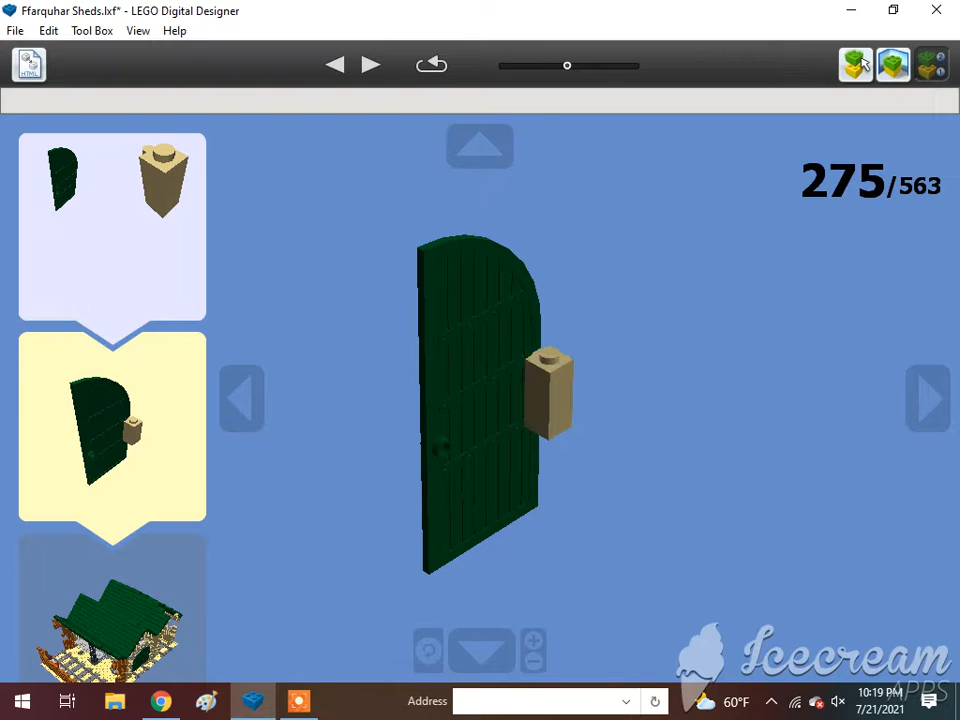 Ffarquhar Sheds.lxf* - LEGO Digital Designer
File Edit Tool Box View Help
HTML
275/563
Icecream
APPS
Address
60°F
10:19 PM
7/21/2021